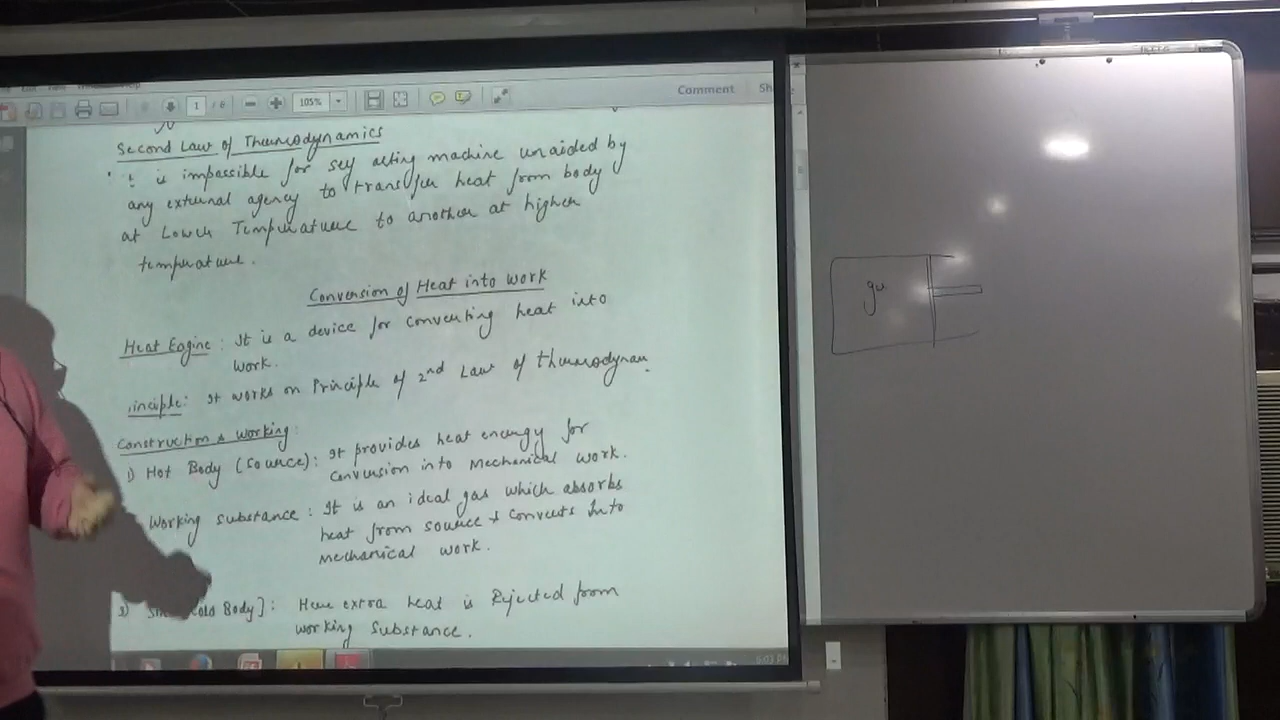 1 / 6
105%
Comment
Second Law of Thermodynamics
It is impossible for self acting machine unaided by
any external agency to transfer heat from body
at Lower Temperature to another at higher
temperature.
Conversion of Heat into work
Heat Engine : It is a device for converting heat into
work.
inciple: It works on Principle of 2nd Law of thermodynam
Construction & Working:
1) Hot Body (Source): It provides heat energy for
conversion into Mechanical work.
Working substance : It is an ideal gas which absorbs
heat from source & converts into
mechanical work.
3) Cold Body]: Here extra heat is Rejected from
working substance.